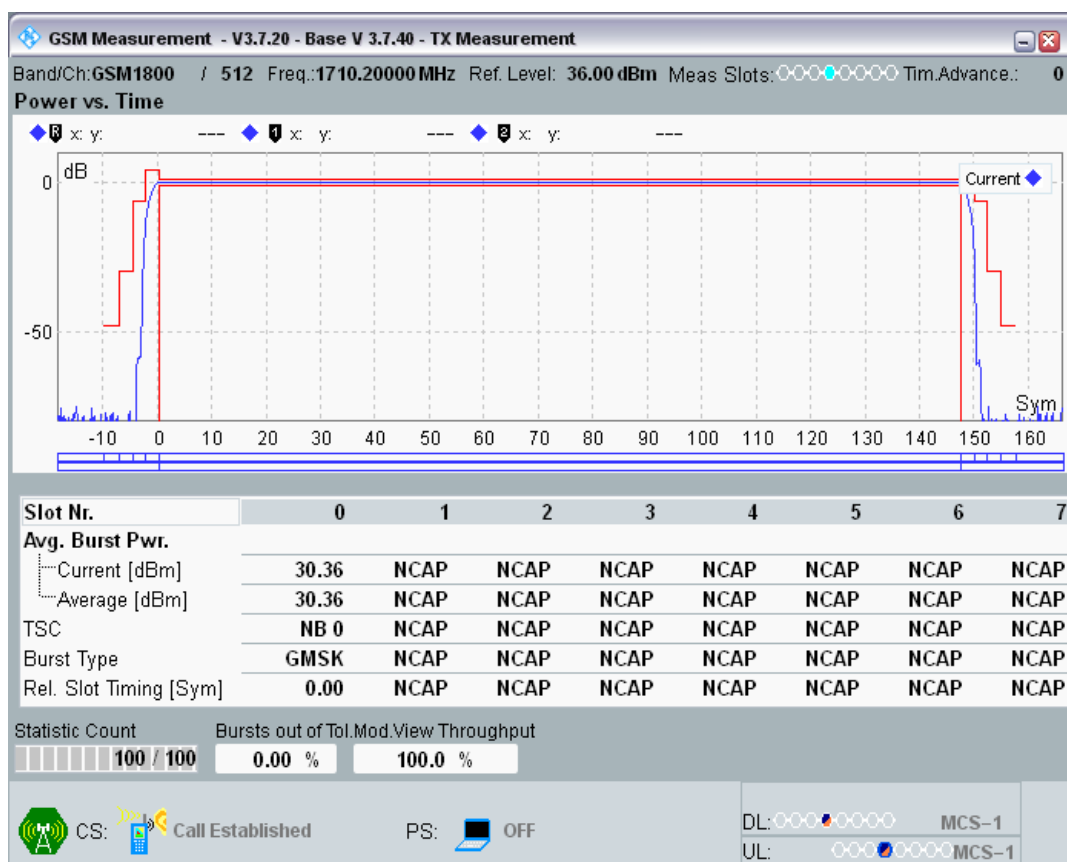 GSM Measurement - V3.7.20 - Base V 3.7.40 - TX Measurement
Band/Ch:GSM1800 / 512 Freq.:1710.20000 MHz Ref. Level: 36.00 dBm Meas Slots: Tim.Advance.: 0
Power vs. Time
R x: y: --- 1 x: y: --- 2 x: y: ---
dB
Current
0
-50
Sym
-10 0 10 20 30 40 50 60 70 80 90 100 110 120 130 140 150 160
Slot Nr. 0 1 2 3 4 5 6 7
Avg. Burst Pwr.
Current [dBm] 30.36 NCAP NCAP NCAP NCAP NCAP NCAP NCAP
Average [dBm] 30.36 NCAP NCAP NCAP NCAP NCAP NCAP NCAP
TSC NB 0 NCAP NCAP NCAP NCAP NCAP NCAP NCAP
Burst Type GMSK NCAP NCAP NCAP NCAP NCAP NCAP NCAP
Rel. Slot Timing [Sym] 0.00 NCAP NCAP NCAP NCAP NCAP NCAP NCAP
Statistic Count Bursts out of Tol.Mod.View Throughput
100 / 100 0.00 % 100.0 %
CS: Call Established PS: OFF
DL: MCS-1
UL: MCS-1